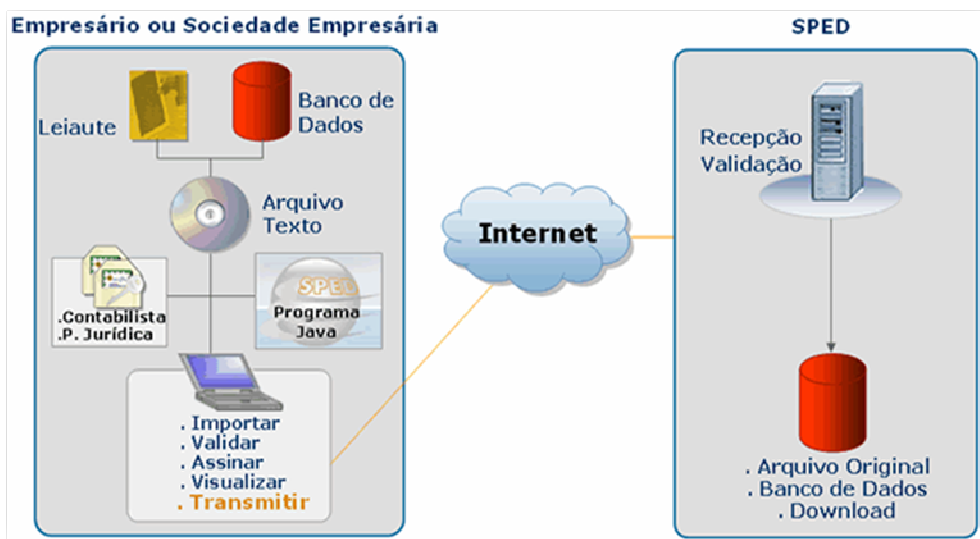 Empresário ou Sociedade Empresária
Leiaute
Banco de
Dados
Arquivo
Texto
.Contabilista
.P. Jurídica
SPED
Programa
Java
. Importar
. Validar
. Assinar
. Visualizar
. Transmitir
Internet
SPED
Recepção
Validação
. Arquivo Original
. Banco de Dados
. Download